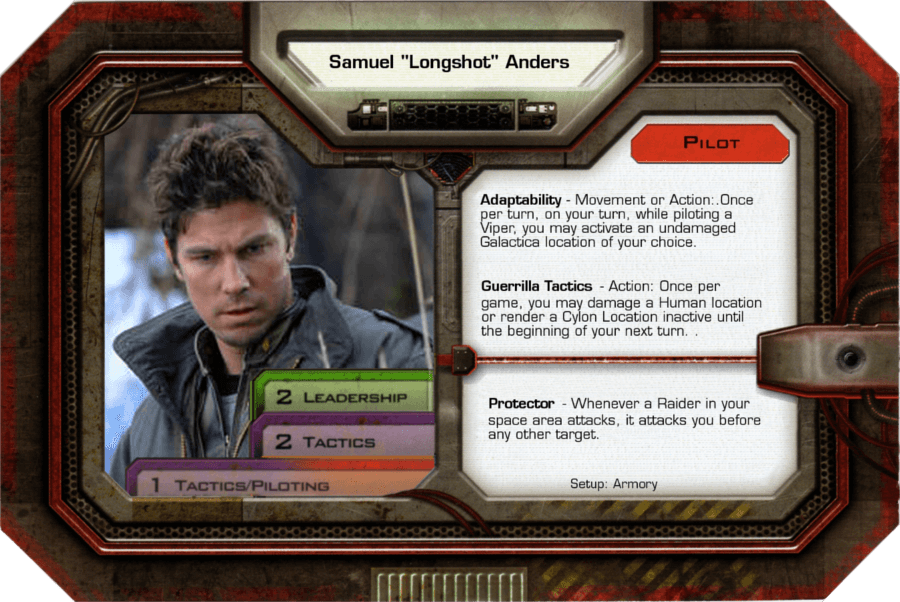 Samuel "Longshot" Anders
PILOT
Adaptability - Movement or Action:.Once
per turn, on your turn, while piloting a
Viper, you may activate an undamaged
Galactica location of your choice.
Guerrilla Tactics - Action: Once per
game, you may damage a Human location
or render a Cylon Location inactive until
the beginning of your next turn. .
Protector - Whenever a Raider in your
space area attacks, it attacks you before
any other target.
Setup: Armory
2 LEADERSHIP
2 TACTICS
1 TACTICS/PILOTING